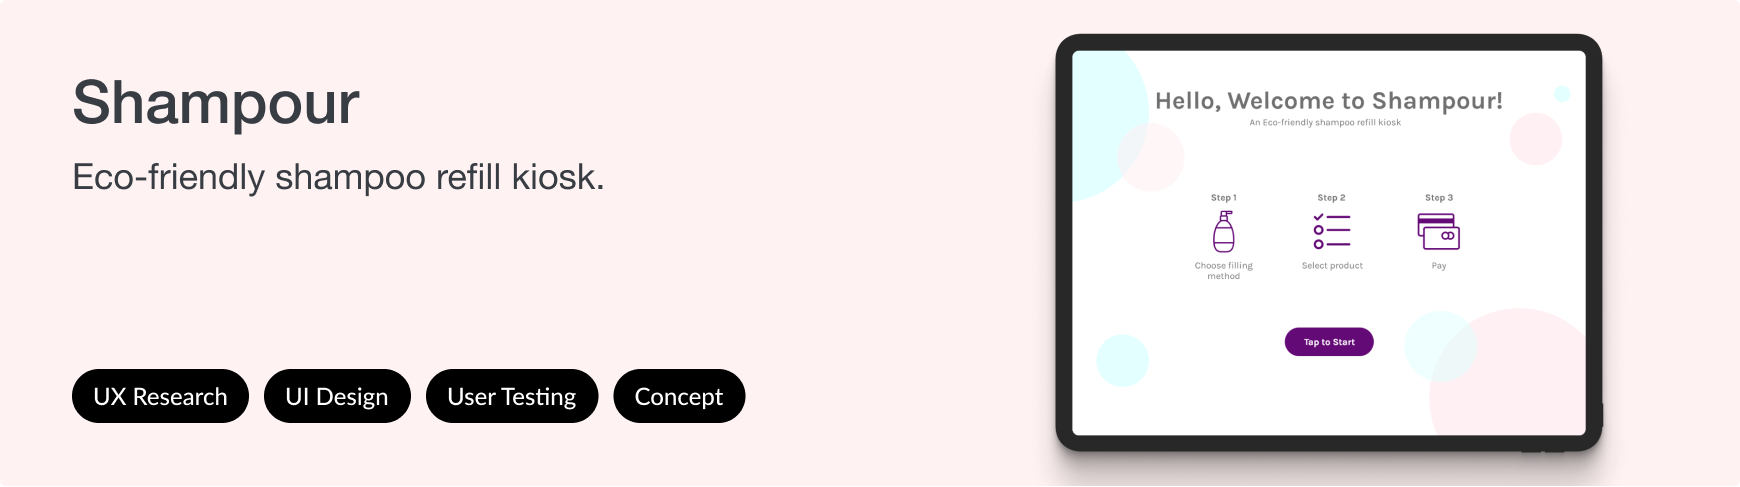 Shampour
Eco-friendly shampoo refill kiosk.
UX Research
UI Design
User Testing
Concept
Hello, Welcome to Shampour!
An Eco-friendly shampoo refill kiosk
Step 1
Choose filling
method
Step 2
Select product
Step 3
Pay
Tap to Start